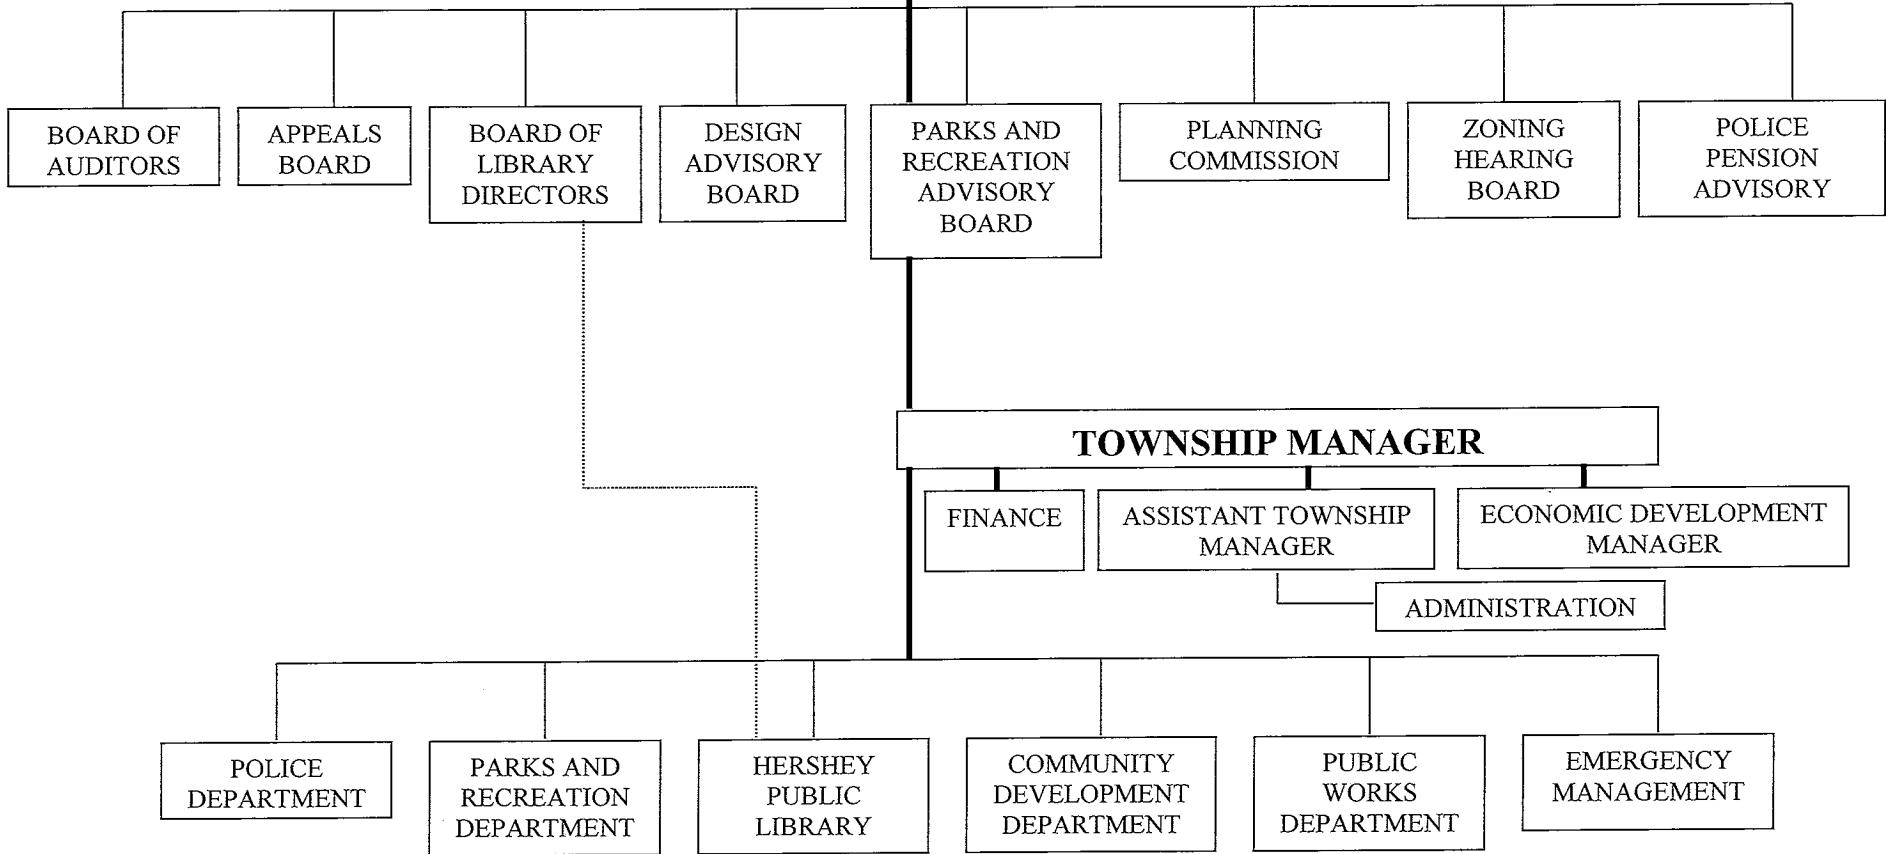 BOARD OF
AUDITORS
APPEALS
BOARD
BOARD OF
LIBRARY
DIRECTORS
DESIGN
ADVISORY
BOARD
PARKS AND
RECREATION
ADVISORY
BOARD
PLANNING
COMMISSION
ZONING
HEARING
BOARD
POLICE
PENSION
ADVISORY
TOWNSHIP MANAGER
FINANCE
ASSISTANT TOWNSHIP
MANAGER
ECONOMIC DEVELOPMENT
MANAGER
ADMINISTRATION
POLICE
DEPARTMENT
PARKS AND
RECREATION
DEPARTMENT
HERSHEY
PUBLIC
LIBRARY
COMMUNITY
DEVELOPMENT
DEPARTMENT
PUBLIC
WORKS
DEPARTMENT
EMERGENCY
MANAGEMENT